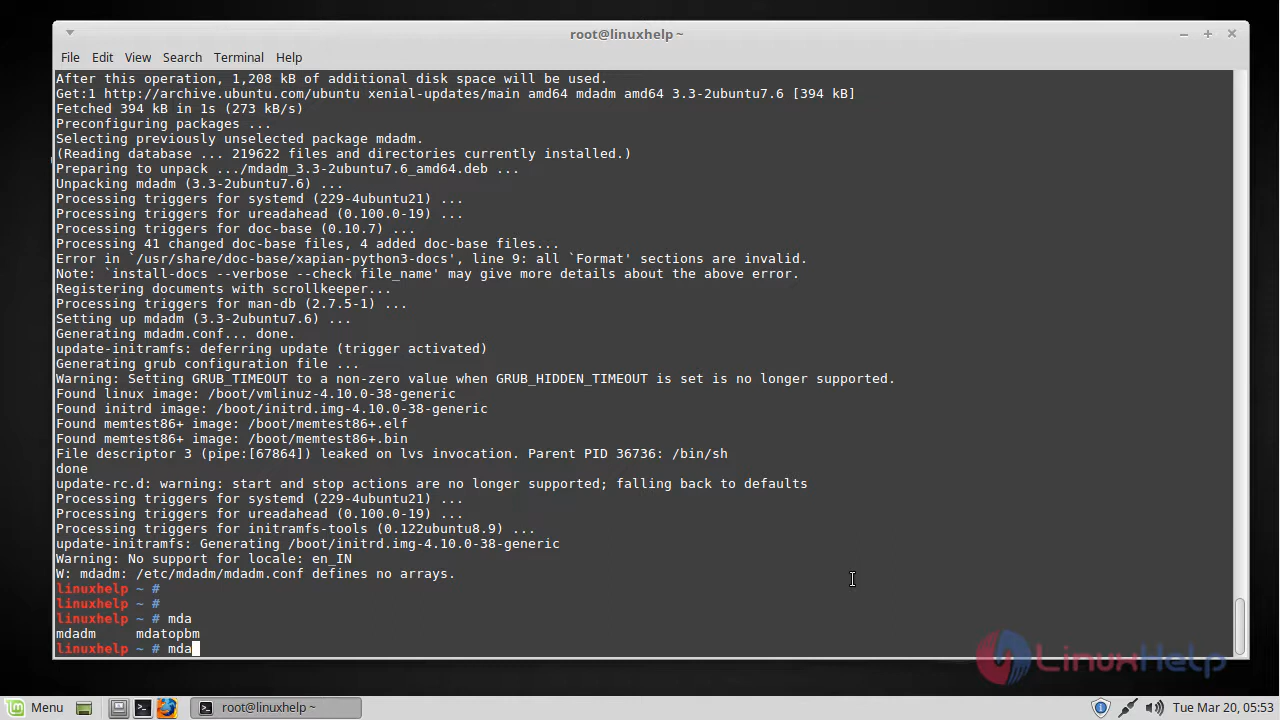 root@linuxhelp ~
File Edit View Search Terminal Help
After this operation, 1,208 kB of additional disk space will be used.
Get:1 http://archive.ubuntu.com/ubuntu xenial-updates/main amd64 mdadm amd64 3.3-2ubuntu7.6 [394 kB]
Fetched 394 kB in 1s (273 kB/s)
Preconfiguring packages ...
Selecting previously unselected package mdadm.
(Reading database ... 219622 files and directories currently installed.)
Preparing to unpack .../mdadm_3.3-2ubuntu7.6_amd64.deb ...
Unpacking mdadm (3.3-2ubuntu7.6) ...
Processing triggers for systemd (229-4ubuntu21) ...
Processing triggers for ureadahead (0.100.0-19) ...
Processing triggers for doc-base (0.10.7) ...
Processing 41 changed doc-base files, 4 added doc-base files...
Error in `/usr/share/doc-base/xapian-python3-docs', line 9: all `Format' sections are invalid.
Note: `install-docs --verbose --check file_name' may give more details about the above error.
Registering documents with scrollkeeper...
Processing triggers for man-db (2.7.5-1) ...
Setting up mdadm (3.3-2ubuntu7.6) ...
Generating mdadm.conf... done.
update-initramfs: deferring update (trigger activated)
Generating grub configuration file ...
Warning: Setting GRUB_TIMEOUT to a non-zero value when GRUB_HIDDEN_TIMEOUT is set is no longer supported.
Found linux image: /boot/vmlinuz-4.10.0-38-generic
Found initrd image: /boot/initrd.img-4.10.0-38-generic
Found memtest86+ image: /boot/memtest86+.elf
Found memtest86+ image: /boot/memtest86+.bin
File descriptor 3 (pipe:[67864]) leaked on lvs invocation. Parent PID 36736: /bin/sh
done
update-rc.d: warning: start and stop actions are no longer supported; falling back to defaults
Processing triggers for systemd (229-4ubuntu21) ...
Processing triggers for ureadahead (0.100.0-19) ...
Processing triggers for initramfs-tools (0.122ubuntu8.9) ...
update-initramfs: Generating /boot/initrd.img-4.10.0-38-generic
Warning: No support for locale: en_IN
W: mdadm: /etc/mdadm/mdadm.conf defines no arrays.
linuxhelp ~ #
linuxhelp ~ #
linuxhelp ~ # mda
mdadm mdatopbm
linuxhelp ~ # mda
LinuxHelp
Menu root@linuxhelp ~ Tue Mar 20, 05:53